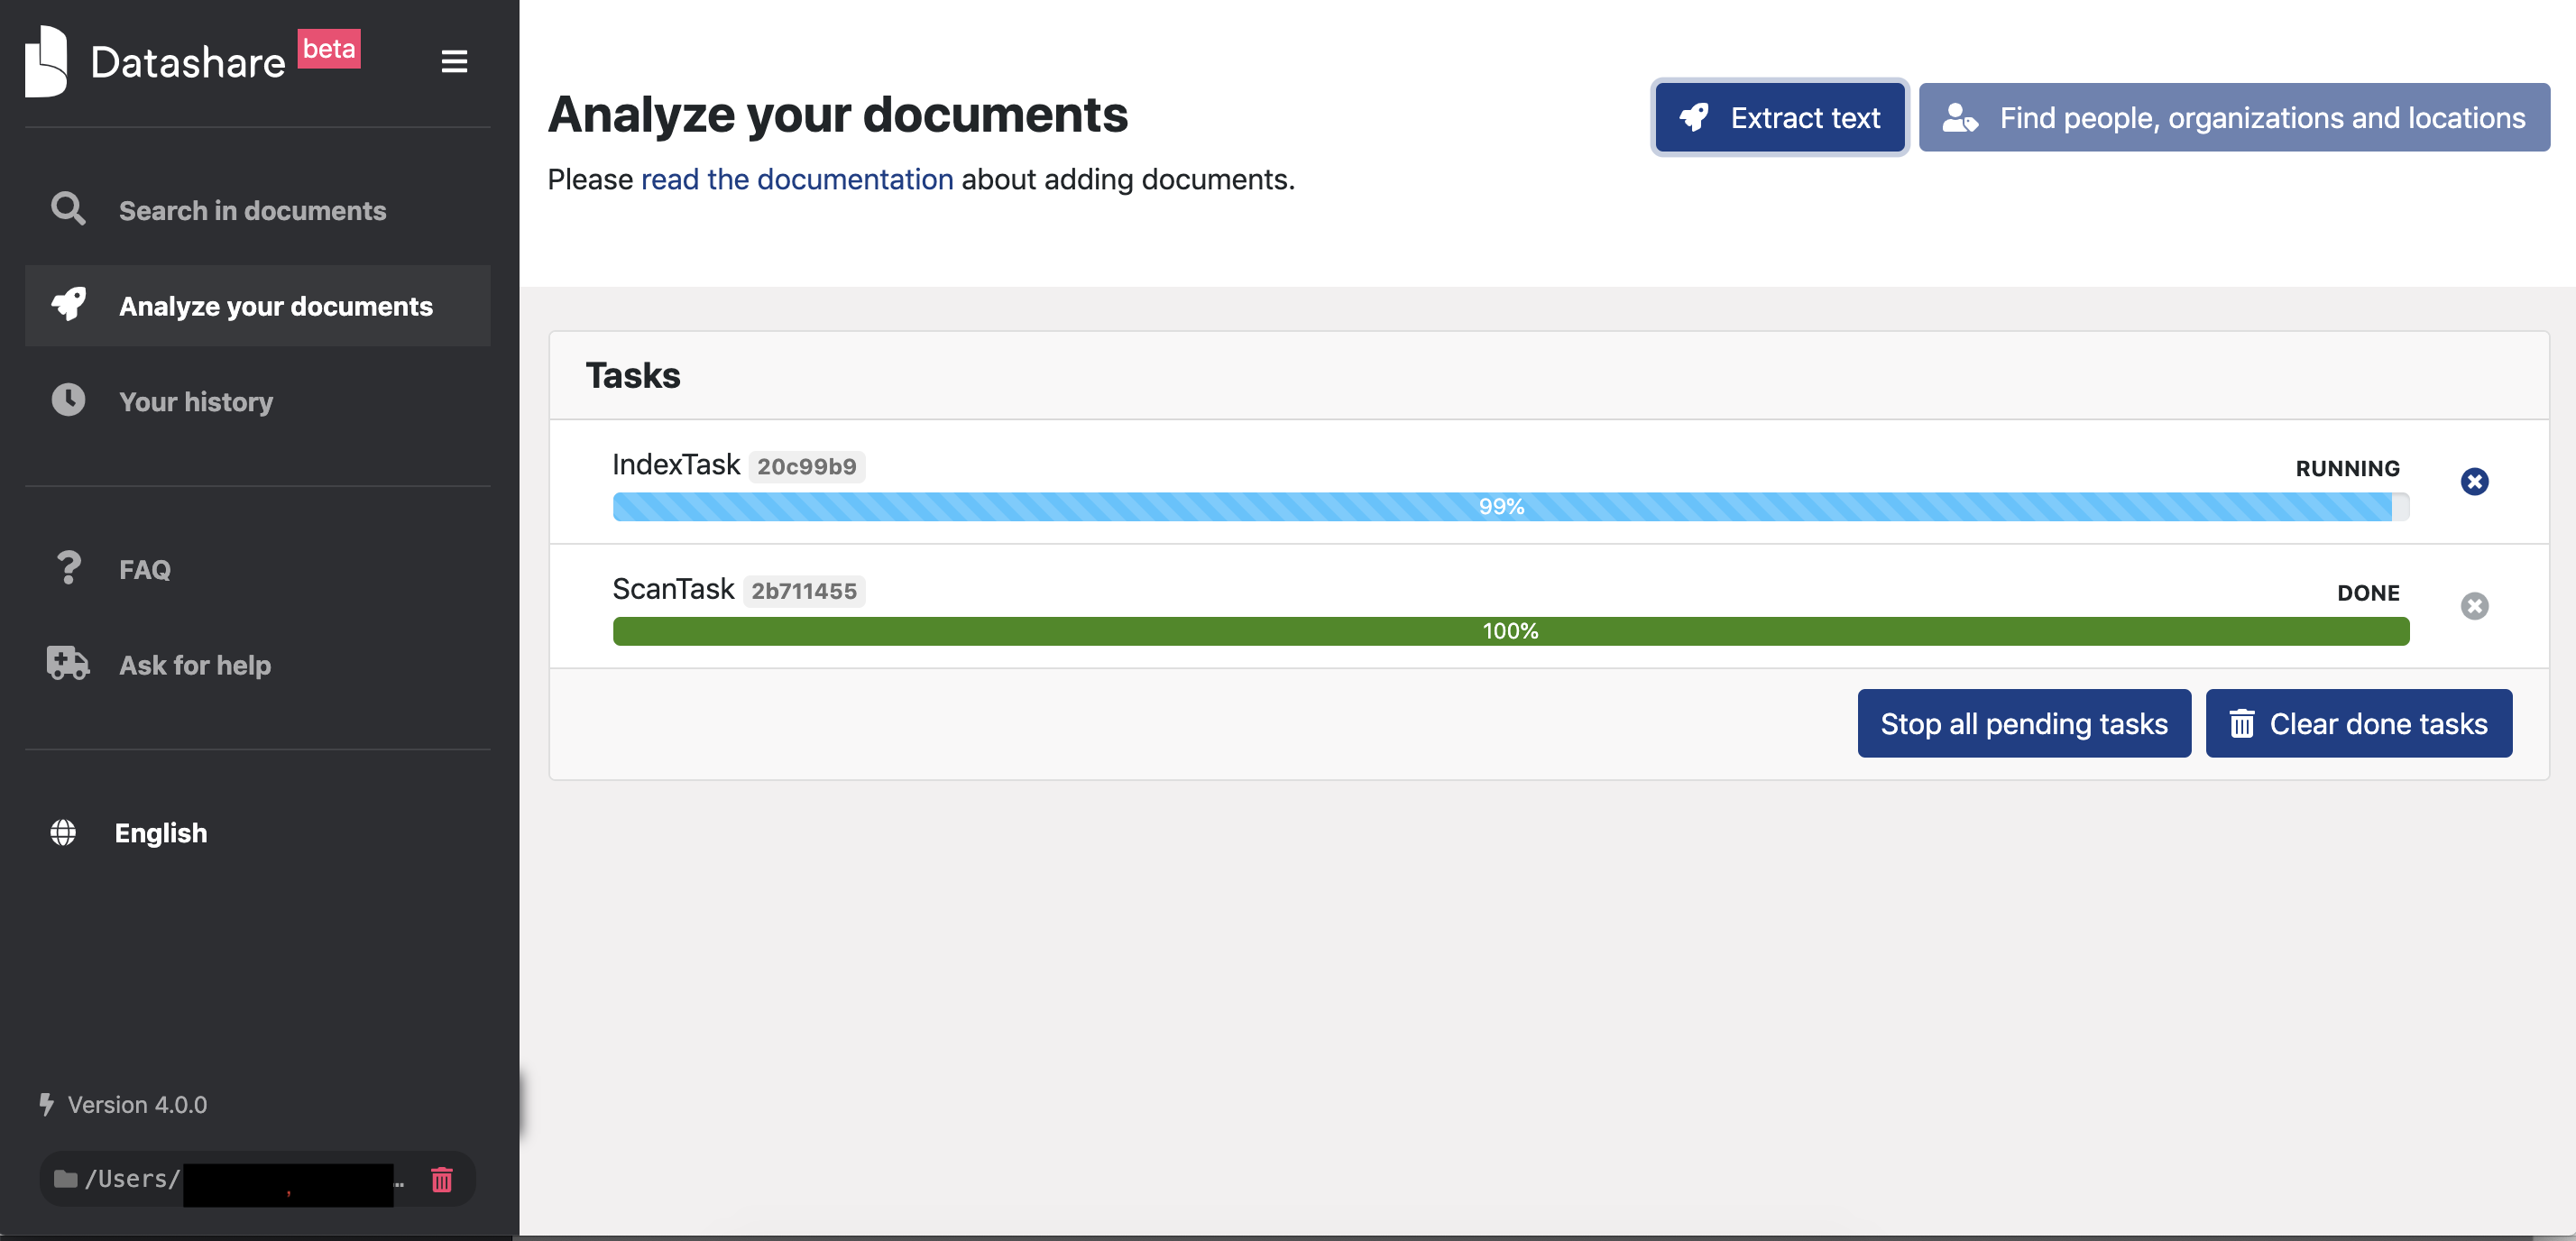 Datashare beta
Search in documents
Analyze your documents
Your history
FAQ
Ask for help
English
Version 4.0.0
/Users/ …
Analyze your documents
Please read the documentation about adding documents.
Extract text
Find people, organizations and locations
Tasks
IndexTask 20c99b9
RUNNING
99%
ScanTask 2b711455
DONE
100%
Stop all pending tasks
Clear done tasks